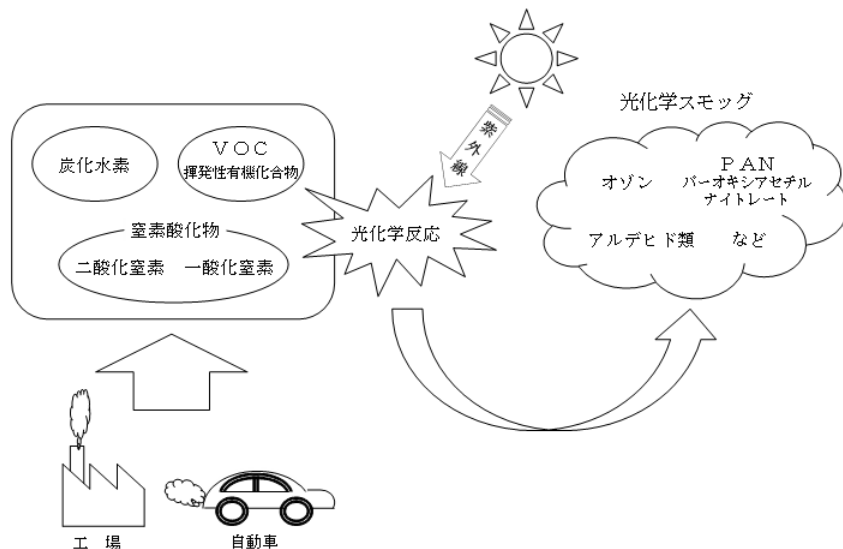 紫外線
光化学スモッグ
炭化水素
ＶＯＣ
揮発性有機化合物
窒素酸化物
二酸化窒素 一酸化窒素
光化学反応
オゾン
ＰＡＮ
パーオキシアセチル
ナイトレート
アルデヒド類 など
工 場
自動車